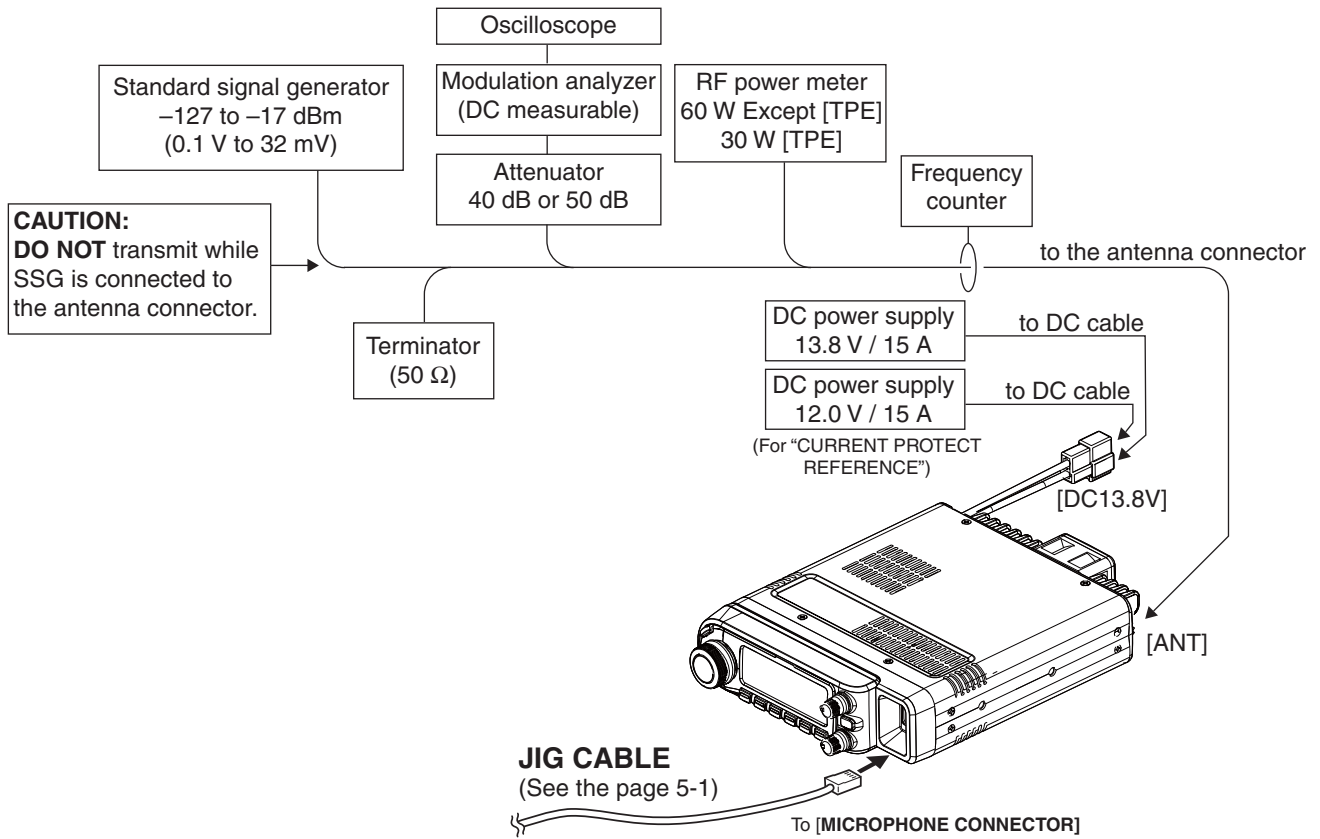 Oscilloscope
Standard signal generator
–127 to –17 dBm
(0.1 V to 32 mV)
Modulation analyzer
(DC measurable)
RF power meter
60 W Except [TPE]
30 W [TPE]
Attenuator
40 dB or 50 dB
Frequency
counter
CAUTION:
DO NOT transmit while
SSG is connected to
the antenna connector.
to the antenna connector
Terminator
(50 Ω)
DC power supply
13.8 V / 15 A
to DC cable
DC power supply
12.0 V / 15 A
to DC cable
(For “CURRENT PROTECT
REFERENCE”)
[DC13.8V]
[ANT]
JIG CABLE
(See the page 5-1)
To [MICROPHONE CONNECTOR]